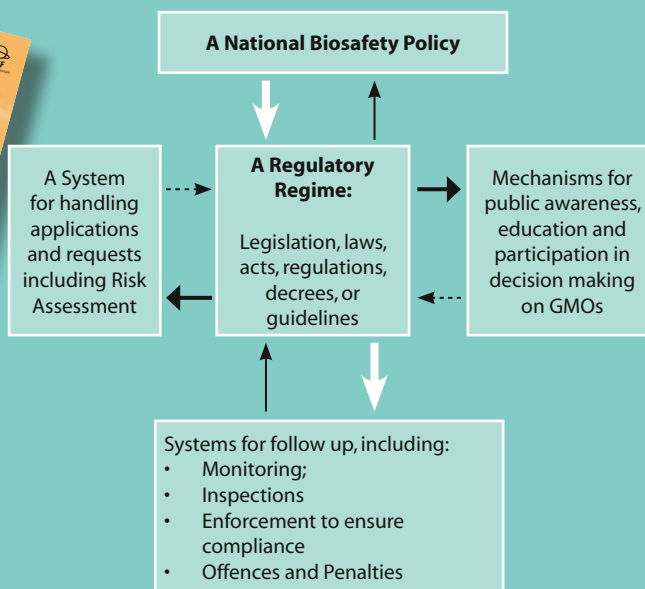 A National Biosafety Policy
A System
for handling
applications
and requests
including Risk
Assessment
A Regulatory
Regime:
Legislation, laws,
acts, regulations,
decrees, or
guidelines
Mechanisms for
public awareness,
education and
participation in
decision making
on GMOs
Systems for follow up, including:
• Monitoring;
• Inspections
• Enforcement to ensure
compliance
• Offences and Penalties